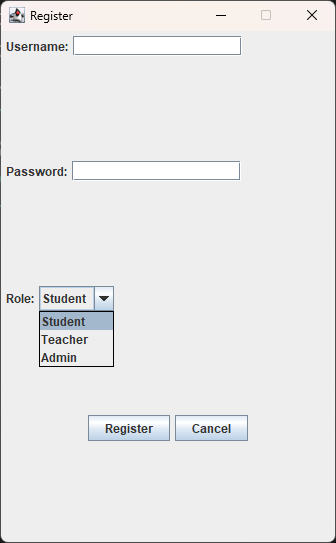 Register
Username:
Password:
Role: Student
Student
Teacher
Admin
Register Cancel